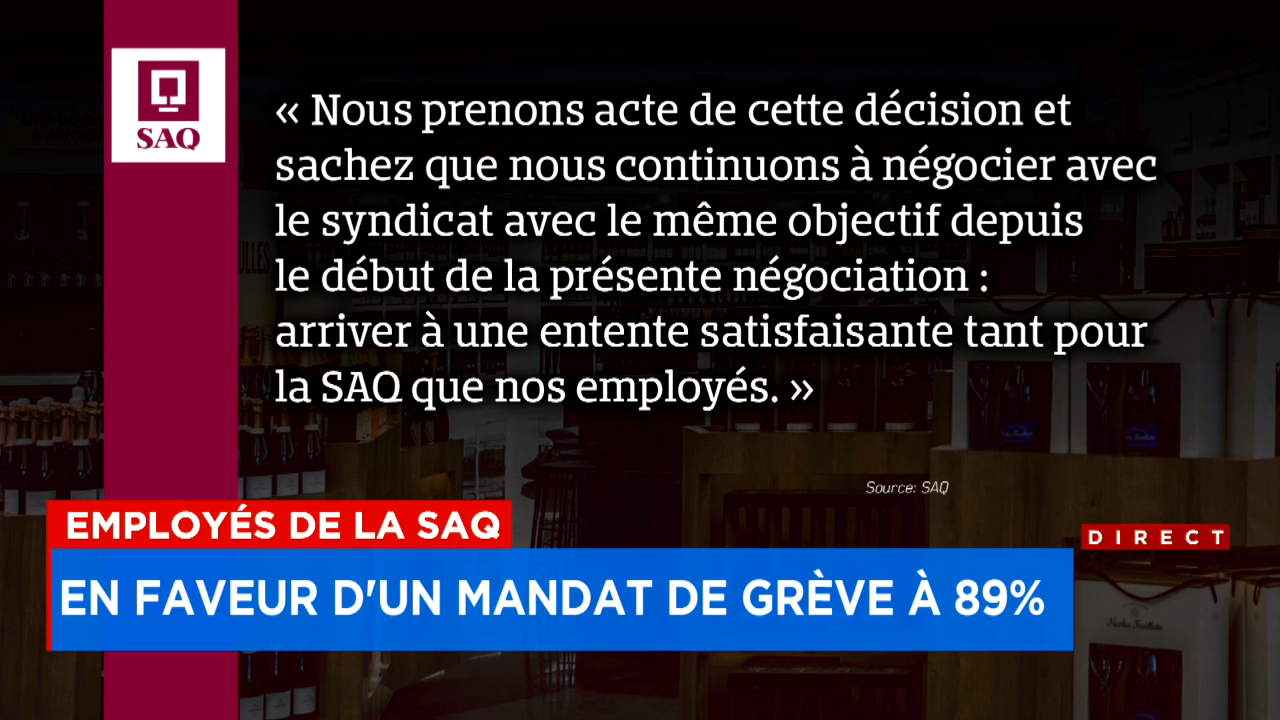 SAQ
« Nous prenons acte de cette décision et
sachez que nous continuons à négocier avec
le syndicat avec le même objectif depuis
le début de la présente négociation :
arriver à une entente satisfaisante tant pour
la SAQ que nos employés. »
Source: SAQ
EMPLOYÉS DE LA SAQ
DIRECT
EN FAVEUR D'UN MANDAT DE GRÈVE À 89%
Nicolas Feuillatte